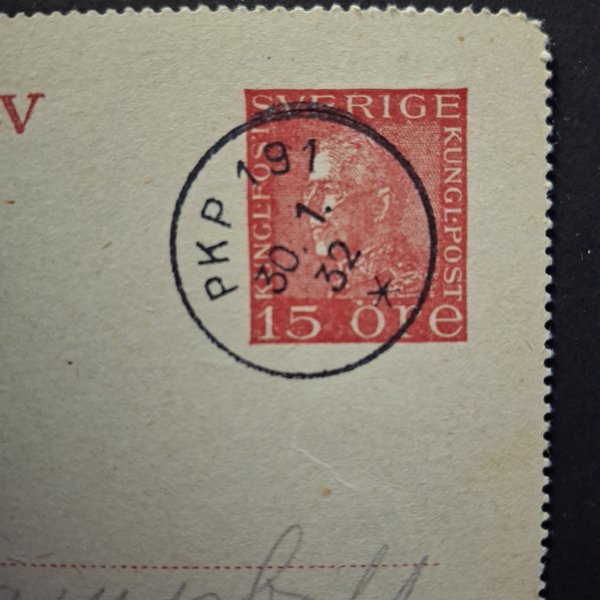 V
SVERIGE
KUNGL·POST
KUNGL·POST
15 öre
PKP 191
30. 1.
32
*